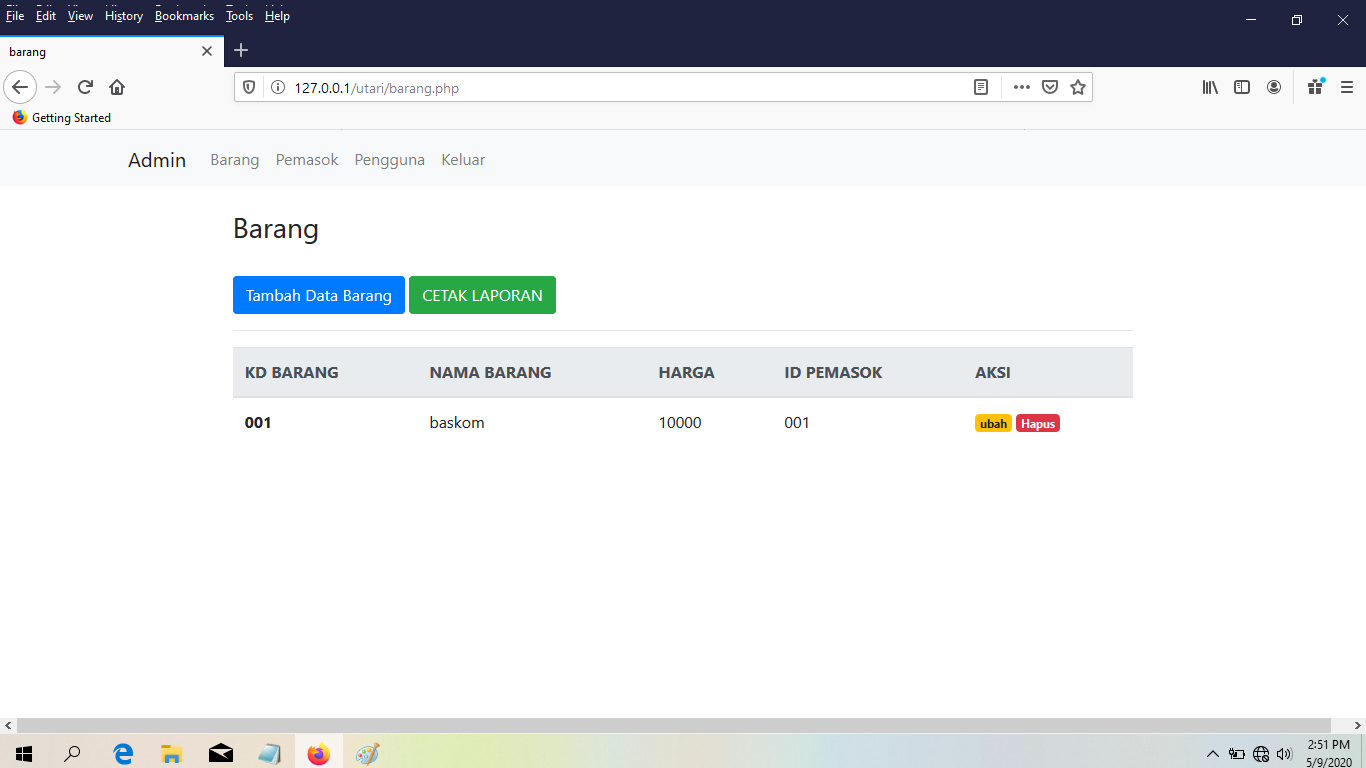 File Edit View History Bookmarks Tools Help
barang
127.0.0.1/utari/barang.php
Getting Started
Admin Barang Pemasok Pengguna Keluar
Barang
Tambah Data Barang CETAK LAPORAN
KD BARANG NAMA BARANG HARGA ID PEMASOK AKSI
001 baskom 10000 001 ubah Hapus
2:51 PM
5/9/2020